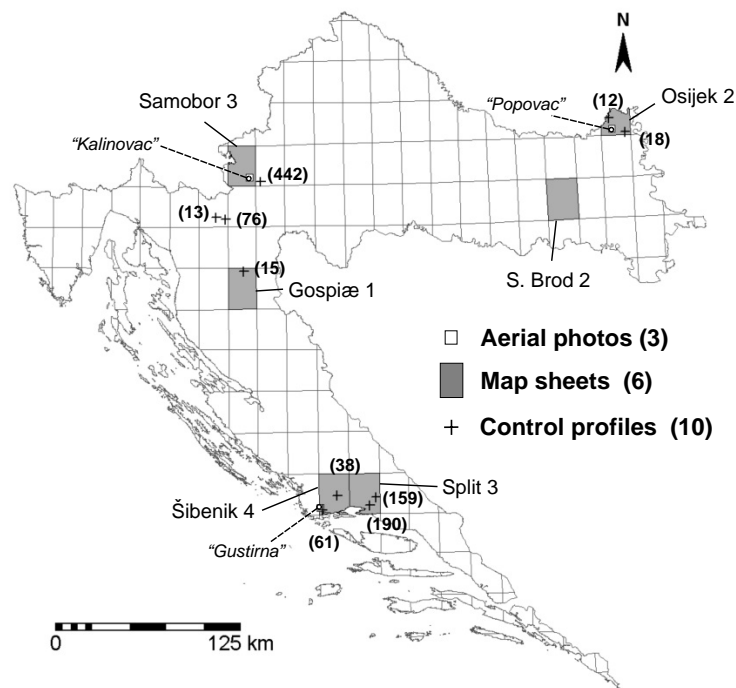 N
Samobor 3
"Popovac"
(12)
Osijek 2
"Kalinovac"
(18)
(442)
(13)
(76)
(15)
Gospiæ 1
S. Brod 2
Aerial photos (3)
Map sheets (6)
Control profiles (10)
(38)
Split 3
Šibenik 4
(159)
(190)
"Gustirna"
(61)
0
125 km